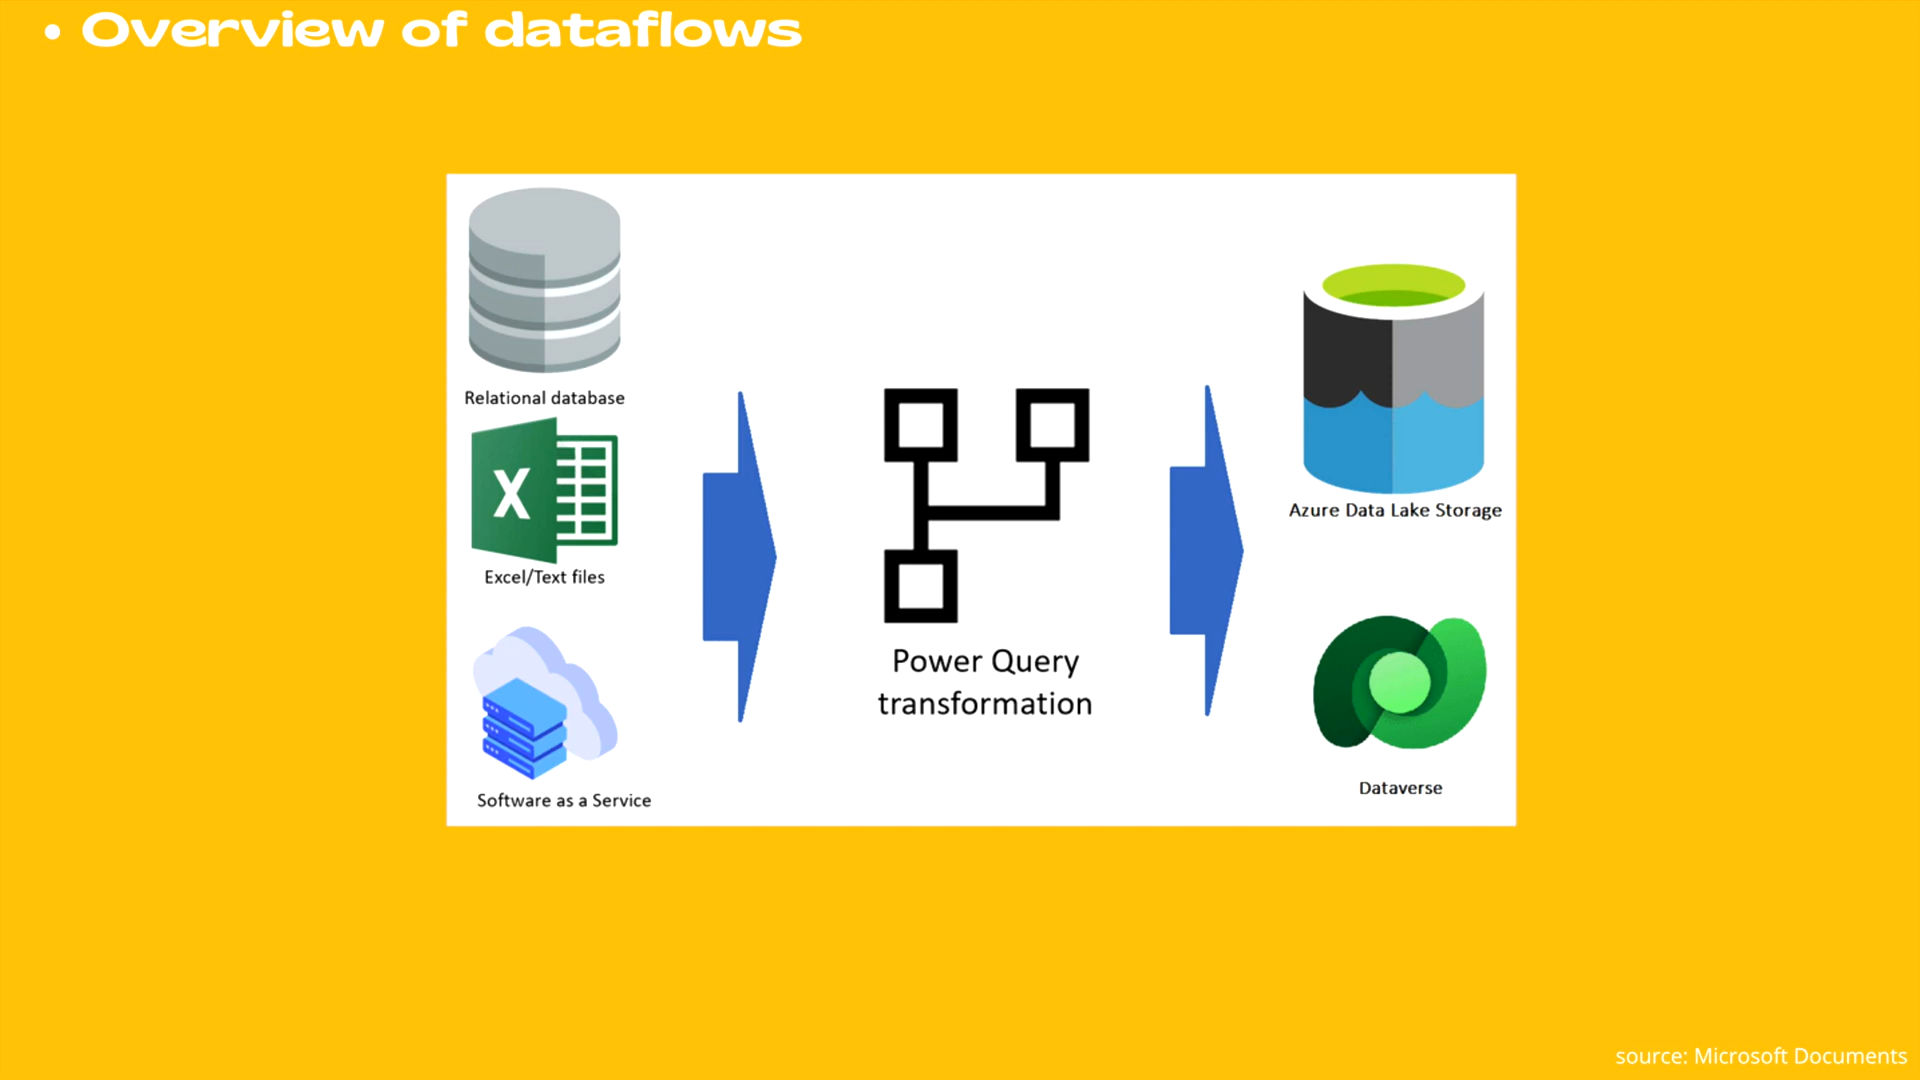 • Overview of dataflows
Relational database
X
Excel/Text files
Software as a Service
Power Query
transformation
Azure Data Lake Storage
Dataverse
source: Microsoft Documents